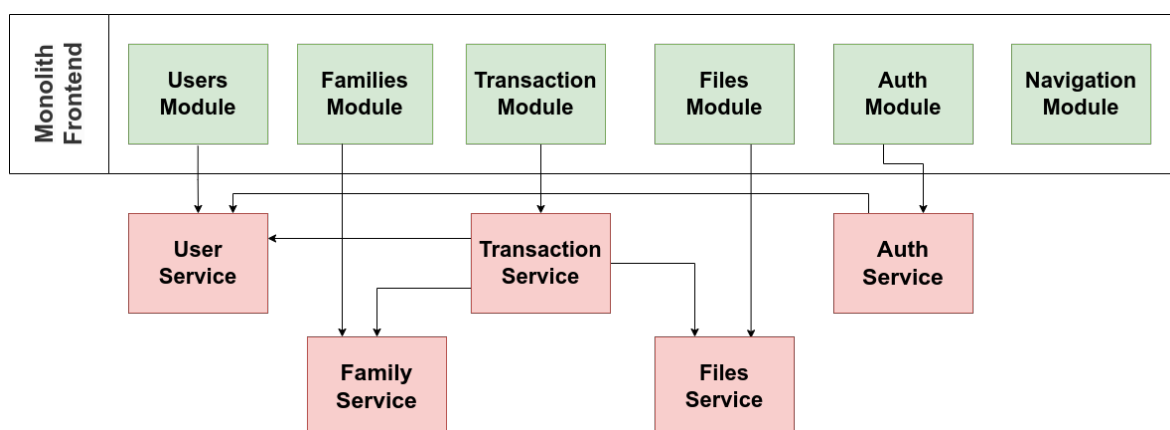 Monolith
Frontend
Users
Module
Families
Module
Transaction
Module
Files
Module
Auth
Module
Navigation
Module
User
Service
Transaction
Service
Auth
Service
Family
Service
Files
Service